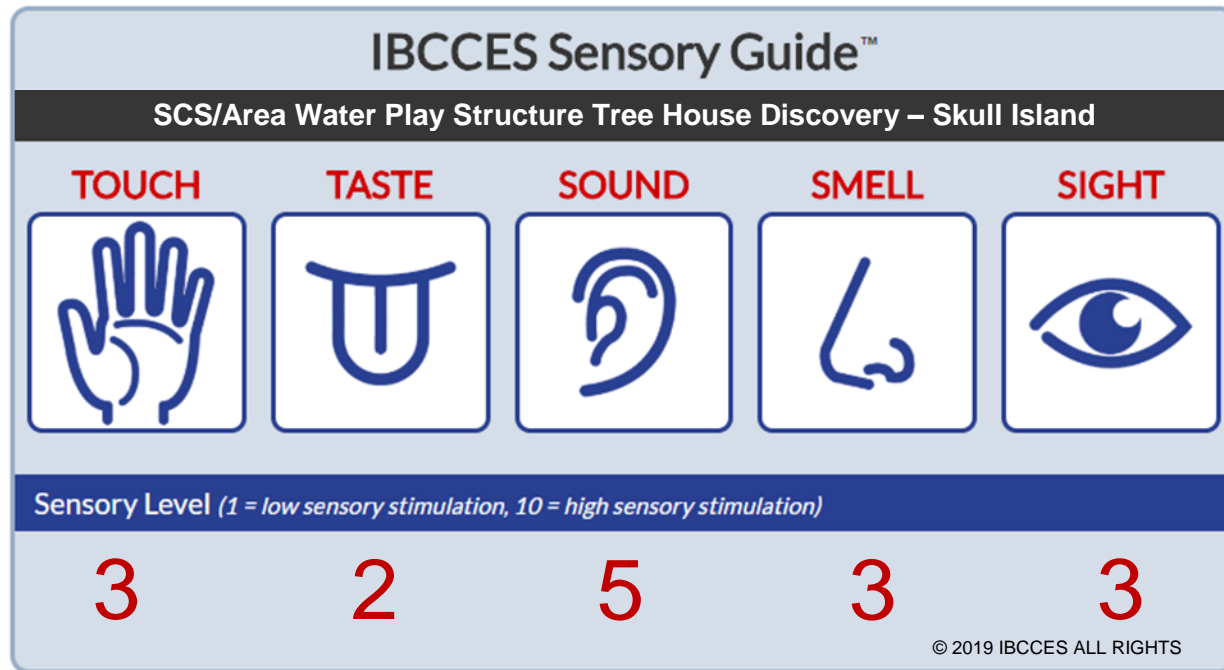 IBCCES Sensory Guide™
SCS/Area Water Play Structure Tree House Discovery – Skull Island
TOUCH TASTE SOUND SMELL SIGHT
Sensory Level (1 = low sensory stimulation, 10 = high sensory stimulation)
3 2 5 3 3
© 2019 IBCCES ALL RIGHTS